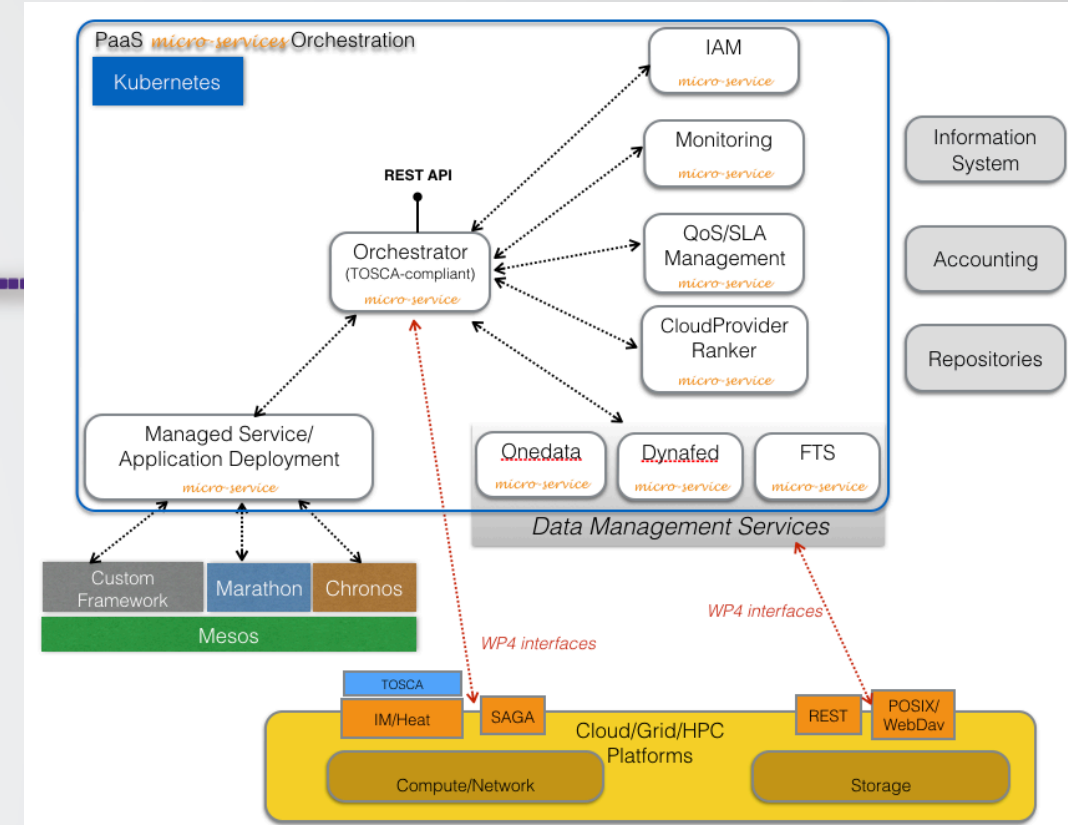 PaaS micro-services Orchestration
Kubernetes
IAM
micro-service
Monitoring
micro-service
Information
System
REST API
Orchestrator
(TOSCA-compliant)
micro-service
QoS/SLA
Management
micro-service
Accounting
CloudProvider
Ranker
micro-service
Repositories
Managed Service/
Application Deployment
micro-service
Onedata
micro-service
Dynafed
micro-service
FTS
micro-service
Data Management Services
Custom
Framework
Marathon
Chronos
Mesos
WP4 interfaces
WP4 interfaces
TOSCA
IM/Heat
SAGA
REST
POSIX/
WebDav
Cloud/Grid/HPC
Platforms
Compute/Network
Storage